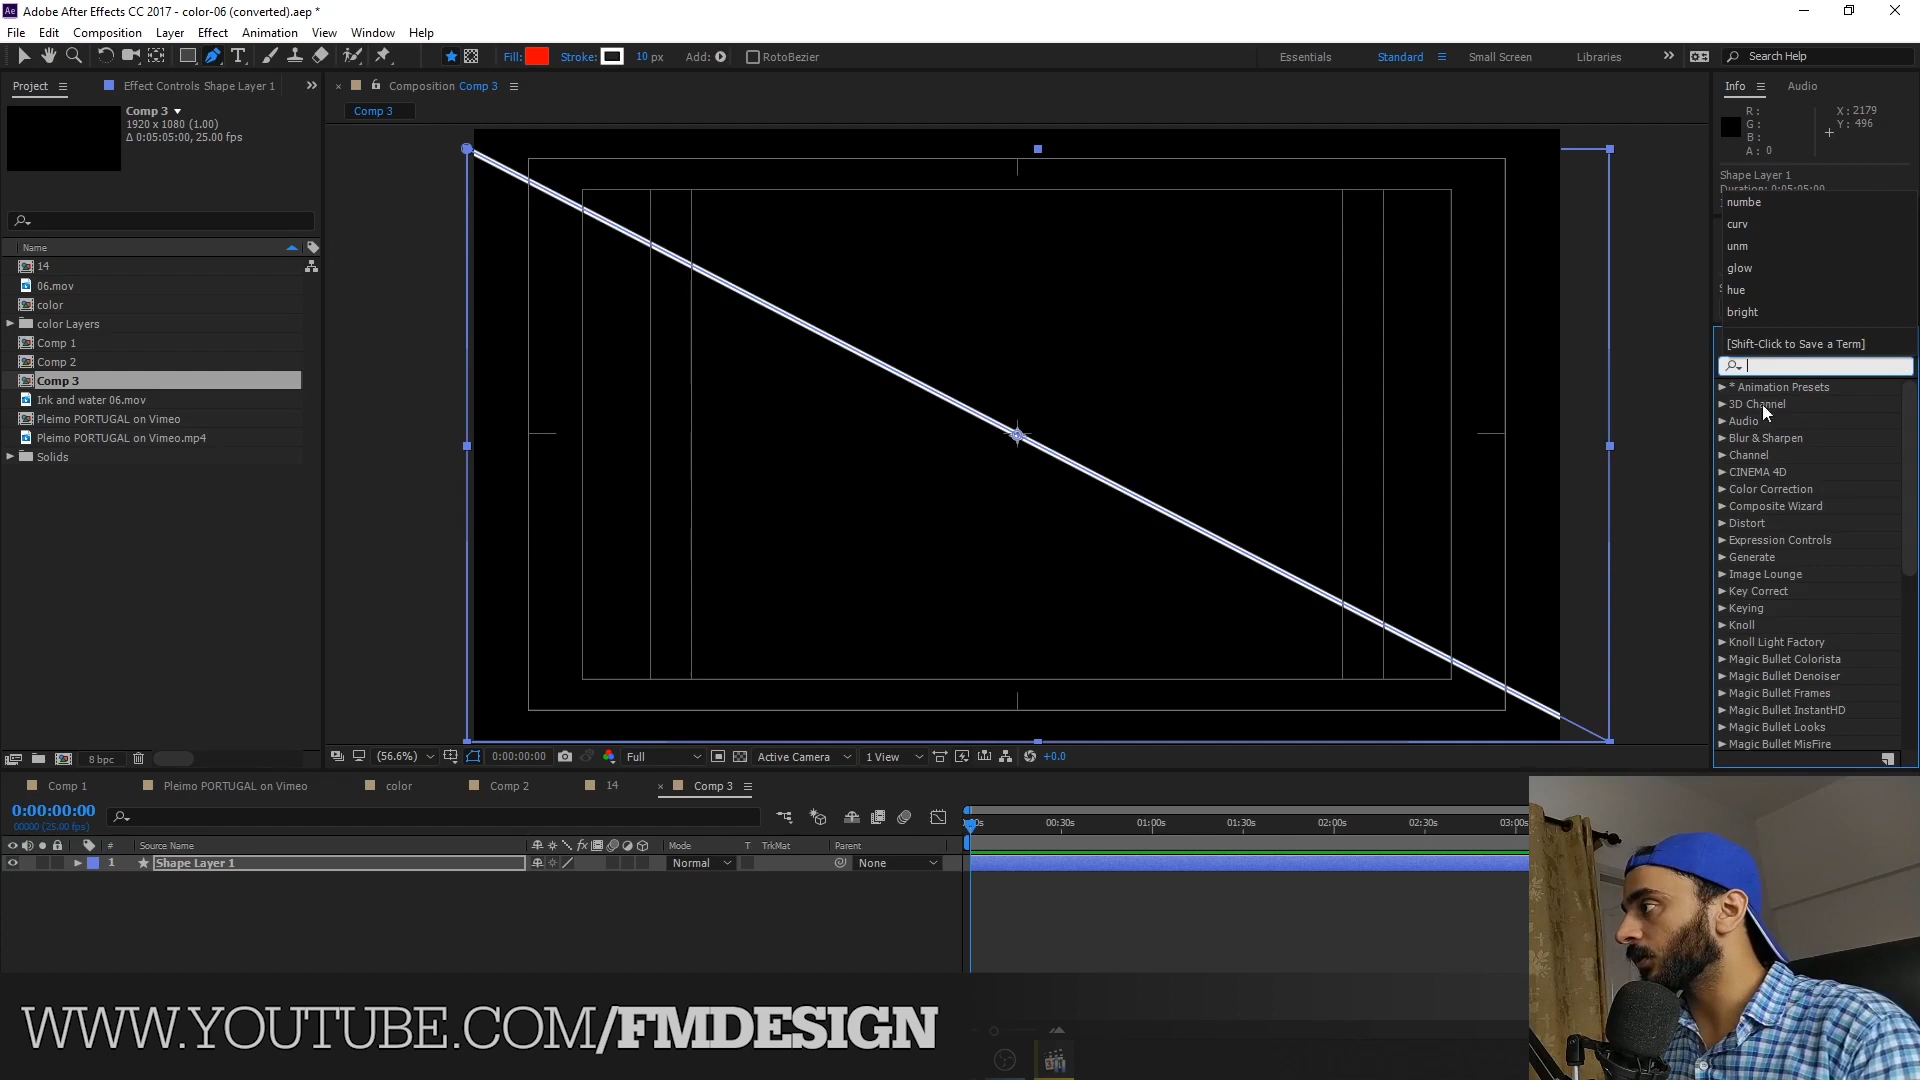 Ae Adobe After Effects CC 2017 - color-06 (converted).aep *
File Edit Composition Layer Effect Animation View Window Help
Fill: Stroke: 10 px Add: RotoBezier Essentials Standard Small Screen Libraries Search Help
Project Effect Controls Shape Layer 1
Comp 3
1920 x 1080 (1.00)
Δ 0:05:05:00, 25.00 fps
Name
14
06.mov
color
color Layers
Comp 1
Comp 2
Comp 3
Ink and water 06.mov
Pleimo PORTUGAL on Vimeo
Pleimo PORTUGAL on Vimeo.mp4
Solids
8 bpc
Composition Comp 3
Comp 3
(56.6%) 0:00:00:00 Full Active Camera 1 View +0.0
Info Audio
R:
G:
B:
A: 0
X: 2179
Y: 496
Shape Layer 1
Duration: 0:05:05:00
numbe
curv
unm
glow
hue
bright
[Shift-Click to Save a Term]
* Animation Presets
3D Channel
Audio
Blur & Sharpen
Channel
CINEMA 4D
Color Correction
Composite Wizard
Distort
Expression Controls
Generate
Image Lounge
Key Correct
Keying
Knoll
Knoll Light Factory
Magic Bullet Colorista
Magic Bullet Denoiser
Magic Bullet Frames
Magic Bullet InstantHD
Magic Bullet Looks
Magic Bullet MisFire
Comp 1 Pleimo PORTUGAL on Vimeo color Comp 2 14 Comp 3
0:00:00:00
00000 (25.00 fps)
00:30s 01:00s 01:30s 02:00s 02:30s 03:00s
# Source Name Mode T TrkMat Parent
1 Shape Layer 1 Normal None
WWW.YOUTUBE.COM/FMDESIGN